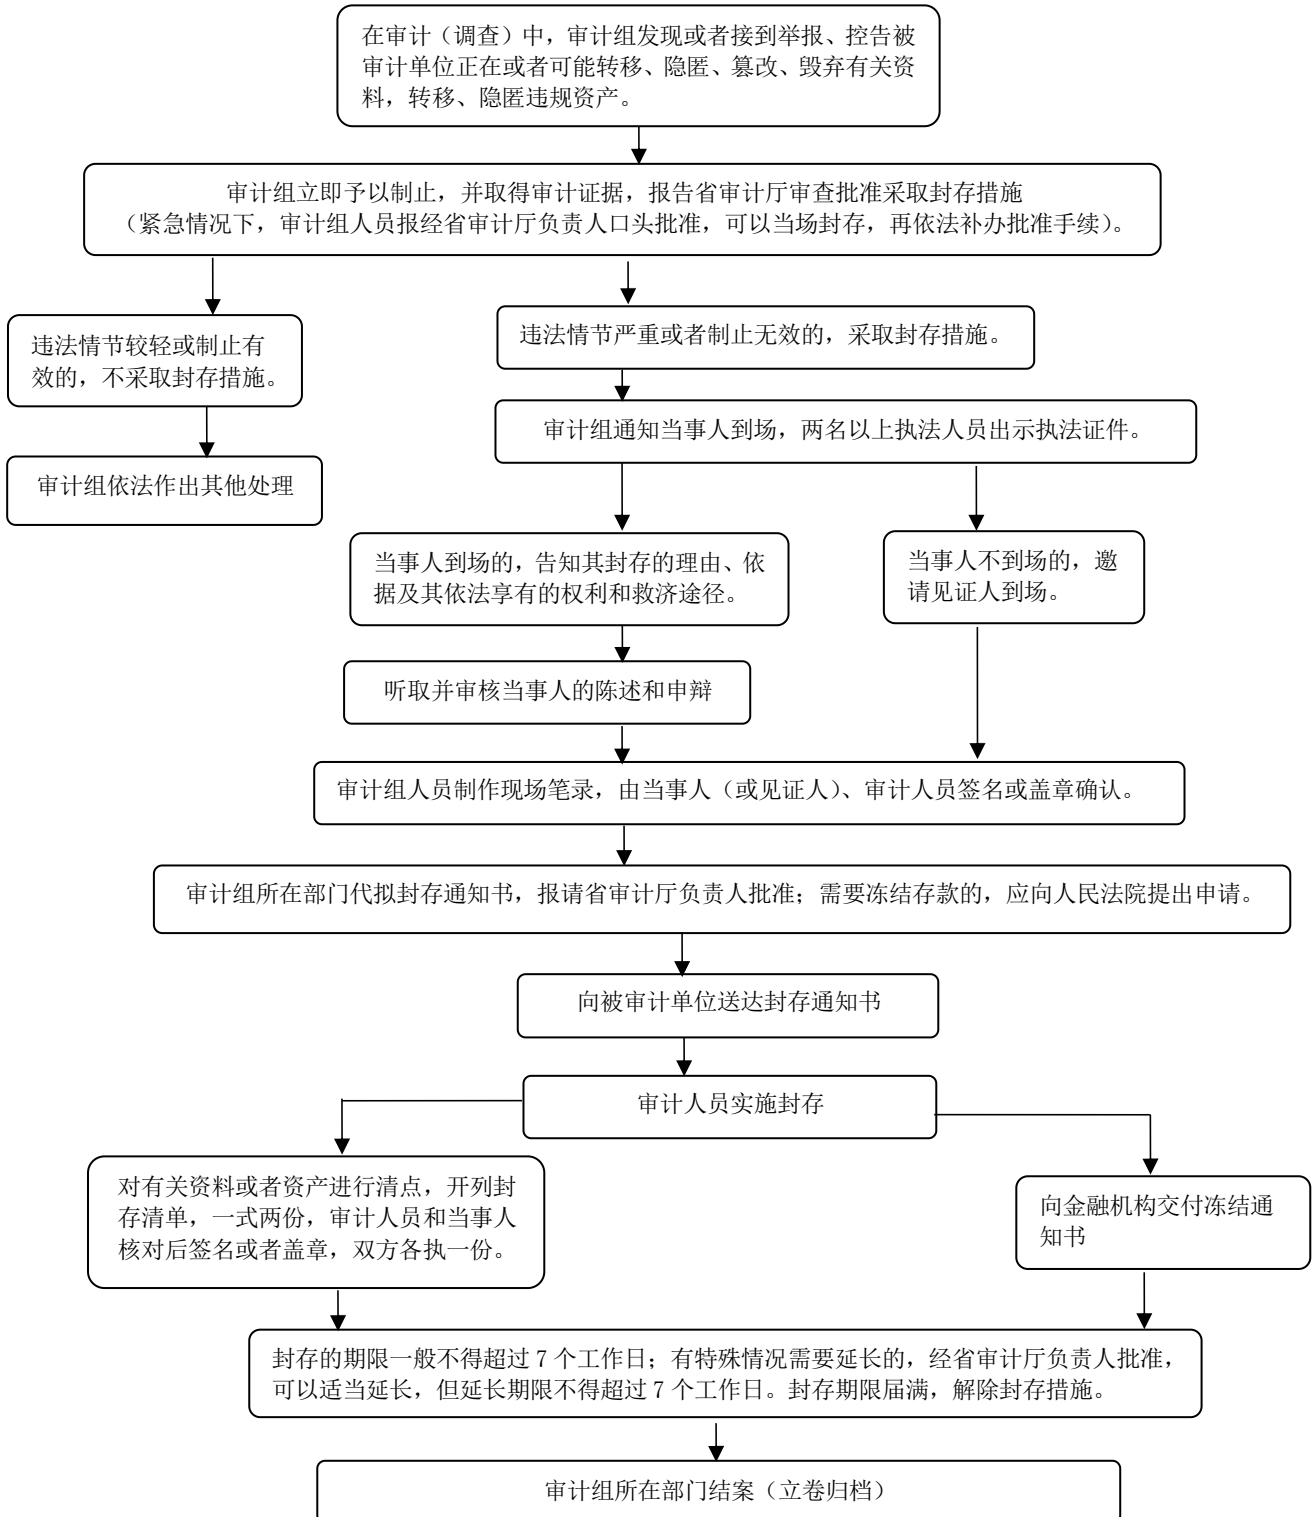 在审计（调查）中，审计组发现或者接到举报、控告被
审计单位正在或者可能转移、隐匿、篡改、毁弃有关资
料，转移、隐匿违规资产。
审计组立即予以制止，并取得审计证据，报告省审计厅审查批准采取封存措施
（紧急情况下，审计组人员报经省审计厅负责人口头批准，可以当场封存，再依法补办批准手续）。
违法情节较轻或制止有
效的，不采取封存措施。
违法情节严重或者制止无效的，采取封存措施。
审计组通知当事人到场，两名以上执法人员出示执法证件。
审计组依法作出其他处理
当事人到场的，告知其封存的理由、依
据及其依法享有的权利和救济途径。
当事人不到场的，邀
请见证人到场。
听取并审核当事人的陈述和申辩
审计组人员制作现场笔录，由当事人（或见证人）、审计人员签名或盖章确认。
审计组所在部门代拟封存通知书，报请省审计厅负责人批准；需要冻结存款的，应向人民法院提出申请。
向被审计单位送达封存通知书
审计人员实施封存
对有关资料或者资产进行清点，开列封
存清单，一式两份，审计人员和当事人
核对后签名或者盖章，双方各执一份。
向金融机构交付冻结通
知书
封存的期限一般不得超过 7 个工作日；有特殊情况需要延长的，经省审计厅负责人批准，
可以适当延长，但延长期限不得超过 7 个工作日。封存期限届满，解除封存措施。
审计组所在部门结案（立卷归档）